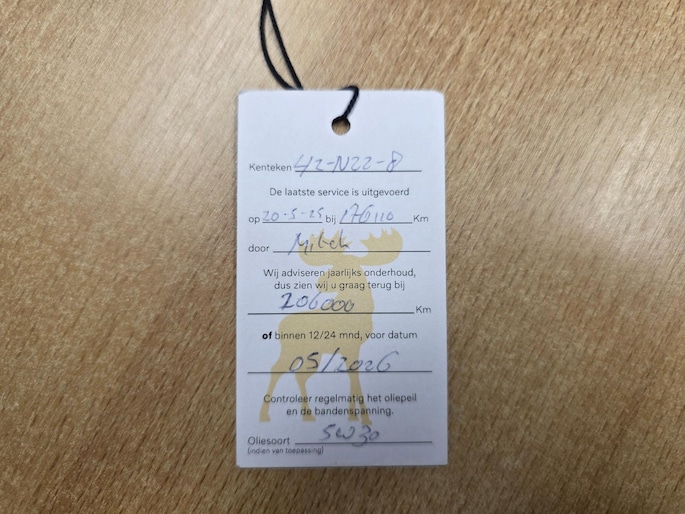 Kenteken 42-N22-8
De laatste service is uitgevoerd
op 20-5-25 bij 176110 Km
door Mitch
Wij adviseren jaarlijks onderhoud,
dus zien wij u graag terug bij
206000 Km
of binnen 12/24 mnd, voor datum
05/2026
Controleer regelmatig het oliepeil
en de bandenspanning.
Oliesoort 5W30
(indien van toepassing)